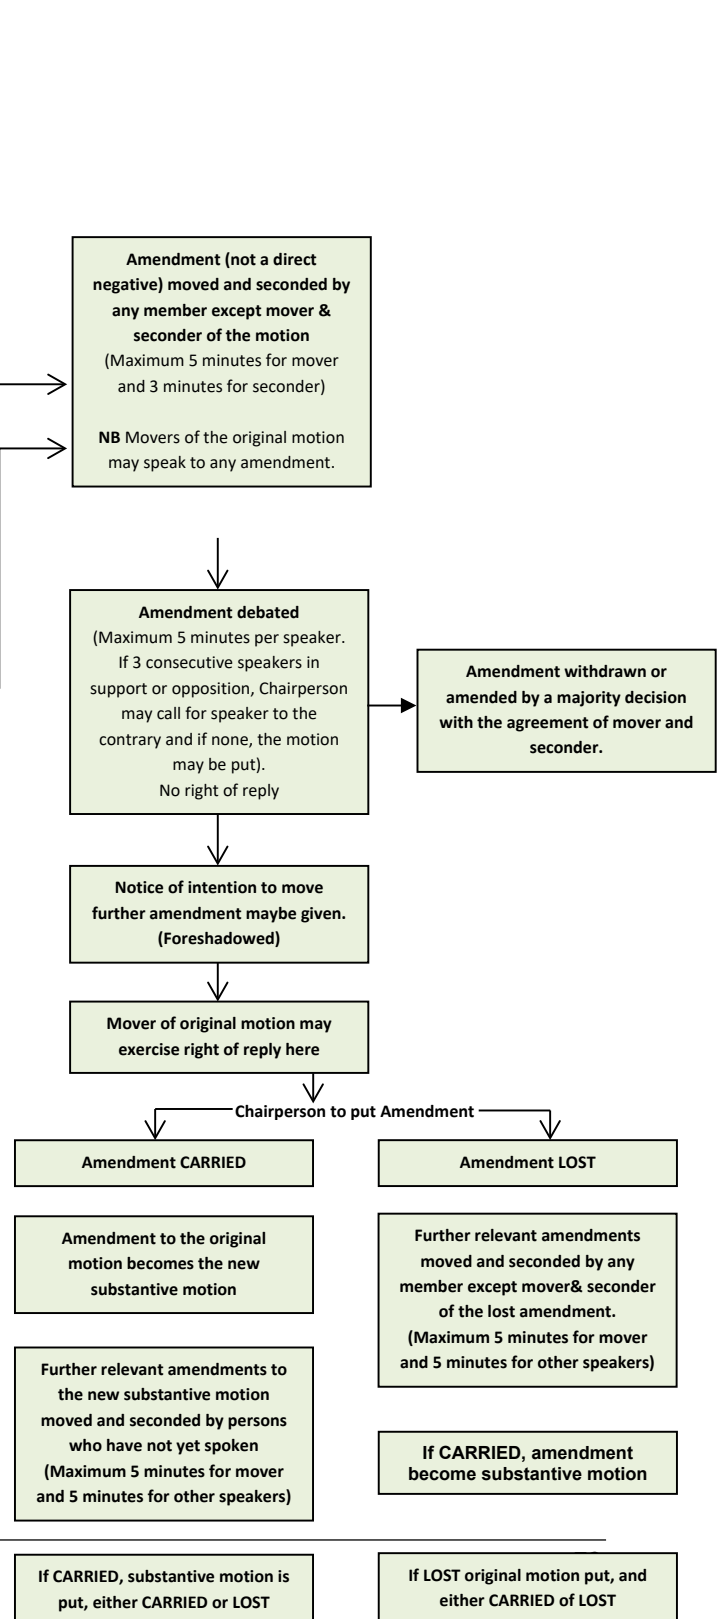 Amendment (not a direct
negative) moved and seconded by
any member except mover &
seconder of the motion
(Maximum 5 minutes for mover
and 3 minutes for seconder)
NB Movers of the original motion
may speak to any amendment.
Amendment debated
(Maximum 5 minutes per speaker.
If 3 consecutive speakers in
support or opposition, Chairperson
may call for speaker to the
contrary and if none, the motion
may be put).
No right of reply
Amendment withdrawn or
amended by a majority decision
with the agreement of mover and
seconder.
Notice of intention to move
further amendment maybe given.
(Foreshadowed)
Mover of original motion may
exercise right of reply here
Chairperson to put Amendment
Amendment CARRIED
Amendment to the original
motion becomes the new
substantive motion
Further relevant amendments to
the new substantive motion
moved and seconded by persons
who have not yet spoken
(Maximum 5 minutes for mover
and 5 minutes for other speakers)
If CARRIED, substantive motion is
put, either CARRIED or LOST
Amendment LOST
Further relevant amendments
moved and seconded by any
member except mover& seconder
of the lost amendment.
(Maximum 5 minutes for mover
and 5 minutes for other speakers)
If CARRIED, amendment
become substantive motion
If LOST original motion put, and
either CARRIED of LOST